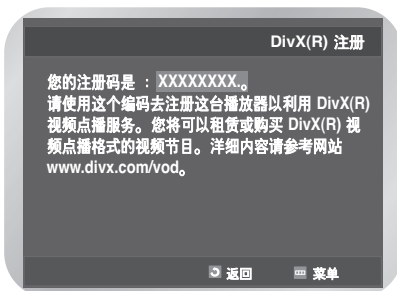 DivX(R) 注册
您的注册码是 ： XXXXXXXX.。
请使用这个编码去注册这台播放器以利用 DivX(R)
视频点播服务。您将可以租赁或购买 DivX(R) 视
频点播格式的视频节目。详细内容请参考网站
www.divx.com/vod。
返回 菜单